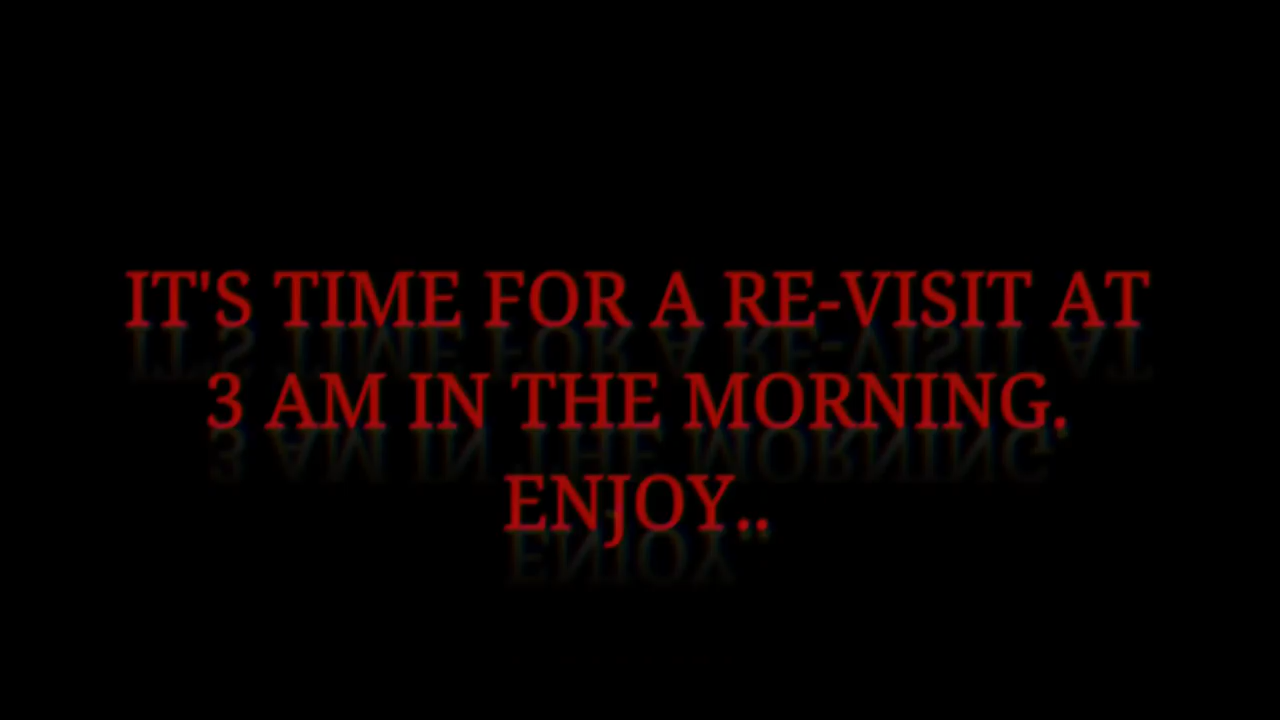 IT'S TIME FOR A RE-VISIT AT
3 AM IN THE MORNING.
ENJOY..